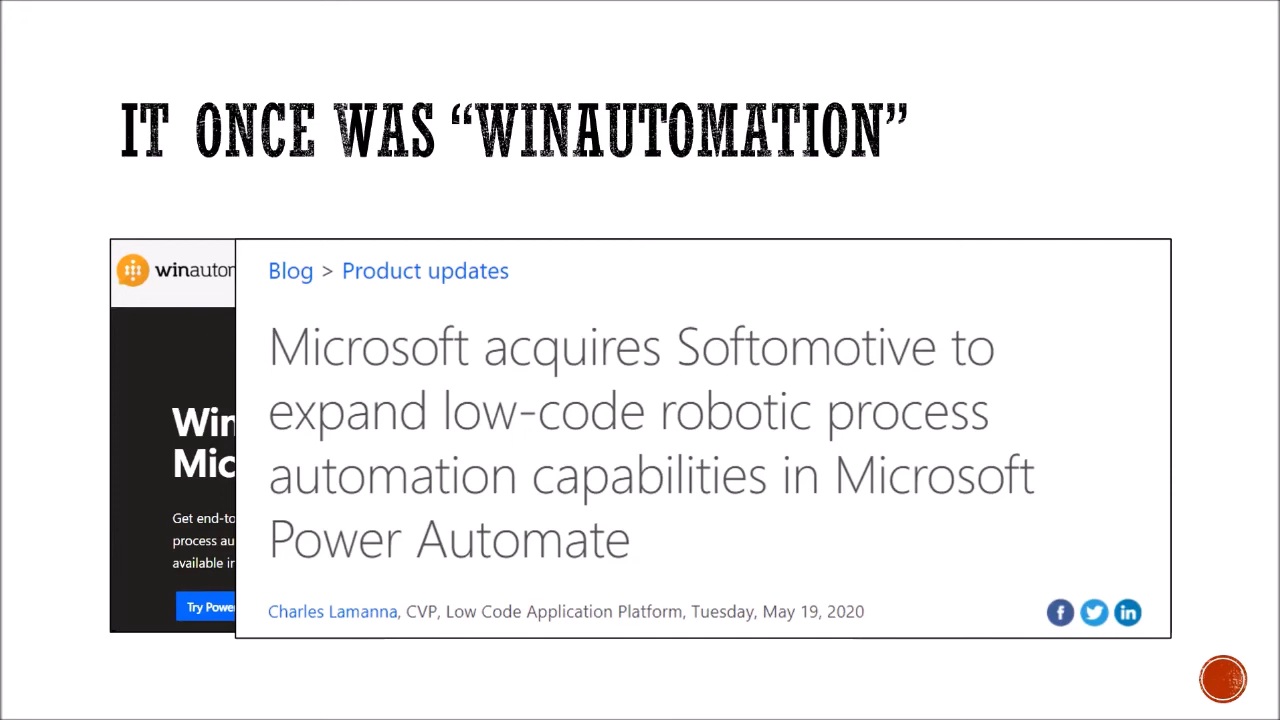 IT ONCE WAS “WINAUTOMATION”
Blog > Product updates
Microsoft acquires Softomotive to
expand low-code robotic process
automation capabilities in Microsoft
Power Automate
Charles Lamanna, CVP, Low Code Application Platform, Tuesday, May 19, 2020
f
in
winautor
Win
Mic
Get end-to
process au
available in
Try Power